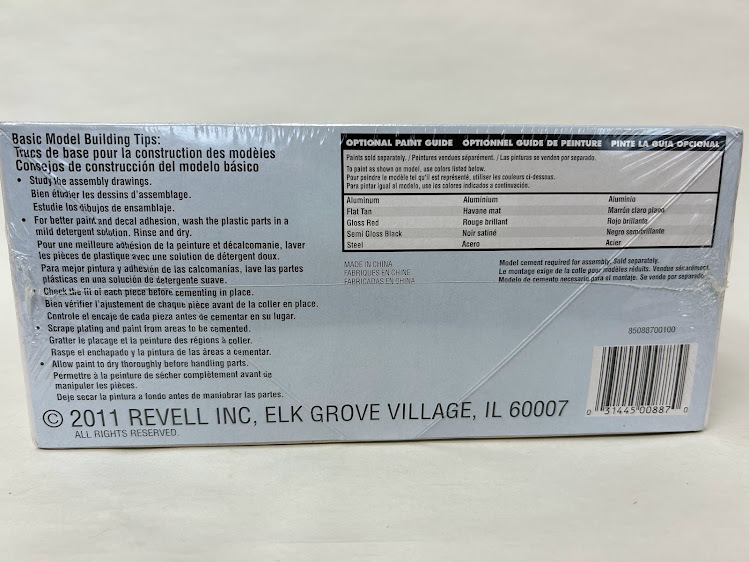 Basic Model Building Tips:
Trucs de base pour la construction des modèles
Consejos de construcción del modelo básico
• Study the assembly drawings.
Bien étudier les dessins d'assemblage.
Estudie los dibujos de ensamblaje.
• For better paint and decal adhesion, wash the plastic parts in a
mild detergent solution. Rinse and dry.
Pour une meilleure adhésion de la peinture et décalcomanie, laver
les pièces de plastique avec une solution de détergent doux.
Para mejor pintura y adhesión de las calcomanías, lave las partes
plásticas en una solución de detergente suave.
• Check the fit of each piece before cementing in place.
Bien vérifier l'ajustement de chaque pièce avant de la coller en place.
Controle el encaje de cada pieza antes de cementar en su lugar.
• Scrape plating and paint from areas to be cemented.
Gratter le placage et la peinture des régions à coller.
Raspe el enchapado y la pintura de las áreas a cementar.
• Allow paint to dry thoroughly before handling parts.
Permettre à la peinture de sécher complètement avant de
manipuler les pièces.
Deje secar la pintura a fondo antes de maniobrar las partes.
© 2011 REVELL INC, ELK GROVE VILLAGE, IL 60007
ALL RIGHTS RESERVED.
OPTIONAL PAINT GUIDE OPTIONNEL GUIDE DE PEINTURE PINTE LA GUIA OPCIONAL
Paints sold separately. / Peintures vendues séparément. / Las pinturas se venden por separado.
To paint as shown on model, use colors listed below.
Pour peindre le modèle tel qu'il est représenté, utiliser les couleurs ci-dessous.
Para pintar igual al modelo, use los colores indicados a continuación.
Aluminum Aluminium Aluminio
Flat Tan Havane mat Marrón claro plano
Gloss Red Rouge brillant Rojo brillante
Semi Gloss Black Noir satiné Negro semibrillante
Steel Acero Acier
MADE IN CHINA
FABRIQUÉS EN CHINE
FABRICADAS EN CHINA
Model cement required for assembly. Sold separately.
Le montage exige de la colle pour modèles réduits. Vendue séparément.
Modelo de cemento necesario para el montaje. Se vende por separado.
85088700100
0 31445 00887 0